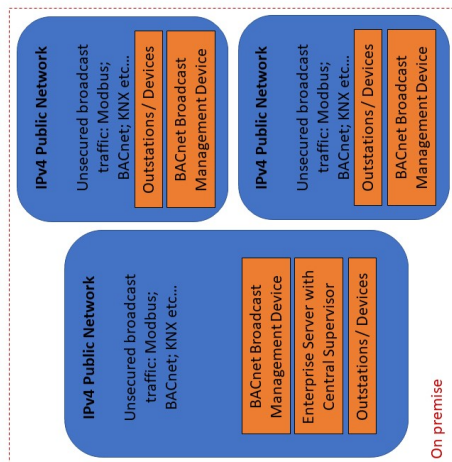 IPv4 Public Network
Unsecured broadcast
traffic: Modbus;
BACnet; KNX etc...
BACnet Broadcast
Management Device
Enterprise Server with
Central Supervisor
Outstations / Devices
IPv4 Public Network
Unsecured broadcast
traffic: Modbus;
BACnet; KNX etc...
Outstations / Devices
BACnet Broadcast
Management Device
IPv4 Public Network
Unsecured broadcast
traffic: Modbus;
BACnet; KNX etc...
Outstations / Devices
BACnet Broadcast
Management Device
On premise